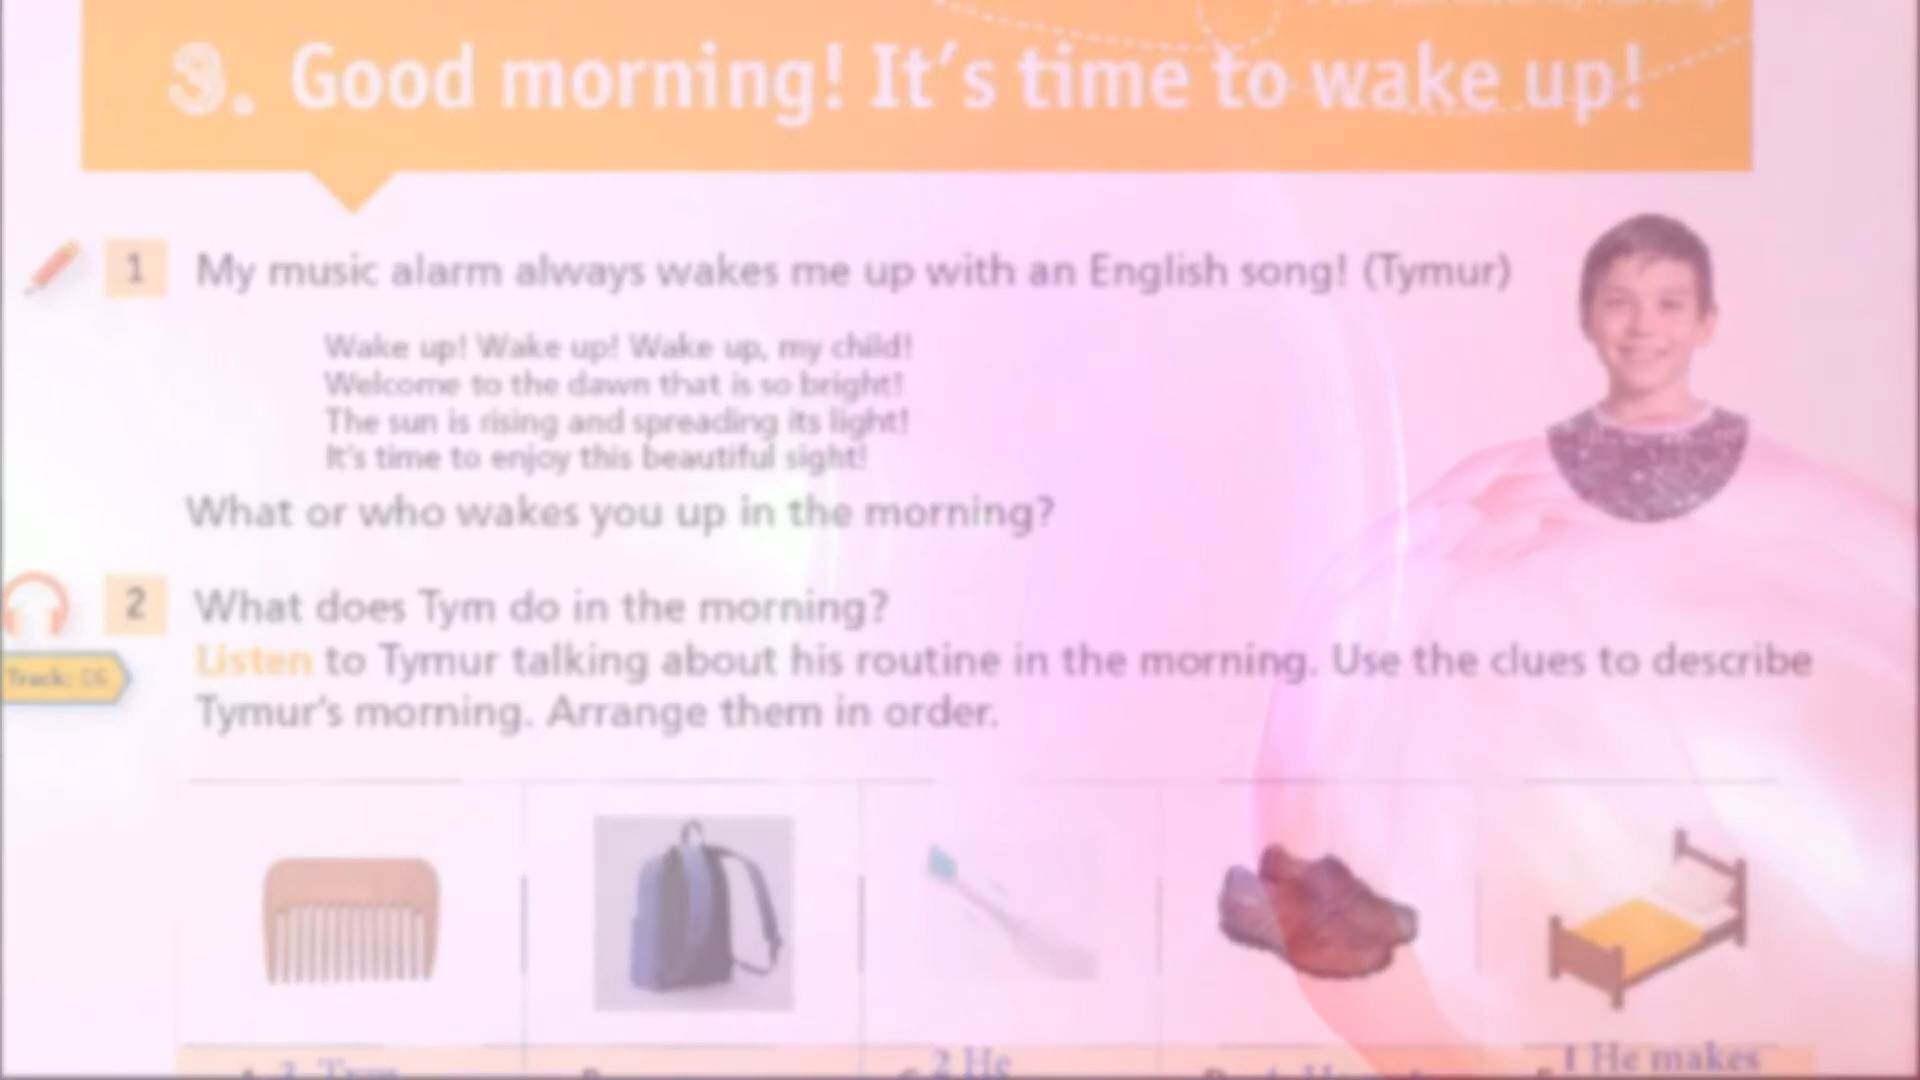 3. Good morning! It's time to wake up!
1 My music alarm always wakes me up with an English song! (Tymur)
Wake up! Wake up! Wake up, my child!
Welcome to the dawn that is so bright!
The sun is rising and spreading its light!
It's time to enjoy this beautiful sight!
What or who wakes you up in the morning?
2 What does Tym do in the morning?
Listen to Tymur talking about his routine in the morning. Use the clues to describe
Track: 06
Tymur's morning. Arrange them in order.
2 He
1 He makes